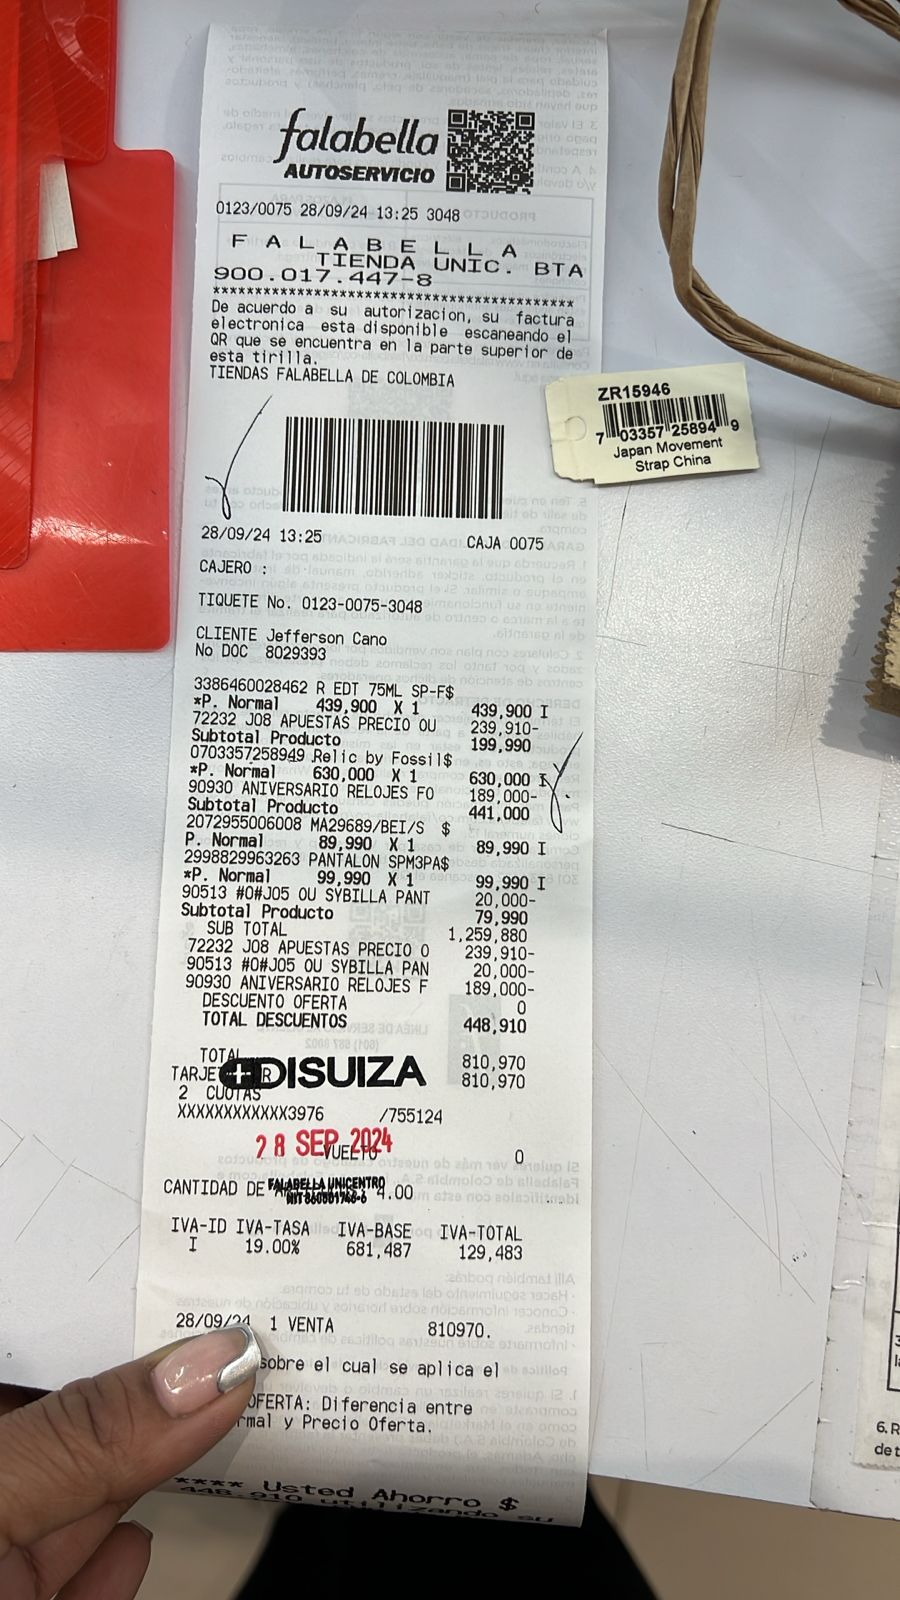 falabella
AUTOSERVICIO
0123/0075 28/09/24 13:25 3048
F A L A B E L L A
TIENDA UNIC. BTA
900.017.447-8
******************************************
De acuerdo a su autorizacion, su factura
electronica esta disponible escaneando el
QR que se encuentra en la parte superior de
esta tirilla.
TIENDAS FALABELLA DE COLOMBIA
28/09/24 13:25 CAJA 0075
CAJERO :
TIQUETE No. 0123-0075-3048
CLIENTE Jefferson Cano
No DOC 8029393
3386460028462 R EDT 75ML SP-F$
*P. Normal 439,900 X 1 439,900 I
72232 J08 APUESTAS PRECIO OU 239,910-
Subtotal Producto 199,990
0703357258949 Relic by Fossil$
*P. Normal 630,000 X 1 630,000 I
90930 ANIVERSARIO RELOJES FO 189,000-
Subtotal Producto 441,000
2072955006008 MA29689/BEI/S $
P. Normal 89,990 X 1 89,990 I
2998829963263 PANTALON SPM3PA$
*P. Normal 99,990 X 1 99,990 I
90513 #0#J05 OU SYBILLA PANT 20,000-
Subtotal Producto 79,990
SUB TOTAL 1,259,880
72232 J08 APUESTAS PRECIO O 239,910-
90513 #0#J05 OU SYBILLA PAN 20,000-
90930 ANIVERSARIO RELOJES F 189,000-
DESCUENTO OFERTA 0
TOTAL DESCUENTOS 448,910
TOTAL 810,970
DISUIZA
TARJE R 810,970
2 CUOTAS
XXXXXXXXXXXX3976 /755124
28 SEP 2024
VUELTO 0
FALABELLA UNICENTRO
CANTIDAD DE 4.00
IVA-ID IVA-TASA IVA-BASE IVA-TOTAL
I 19.00% 681,487 129,483
28/09/24 1 VENTA 810970.
sobre el cual se aplica el
OFERTA: Diferencia entre
rmal y Precio Oferta.
**** Usted Ahorro $
448.910 utilizando su
ZR15946
7 03357 25894 9
Japan Movement
Strap China